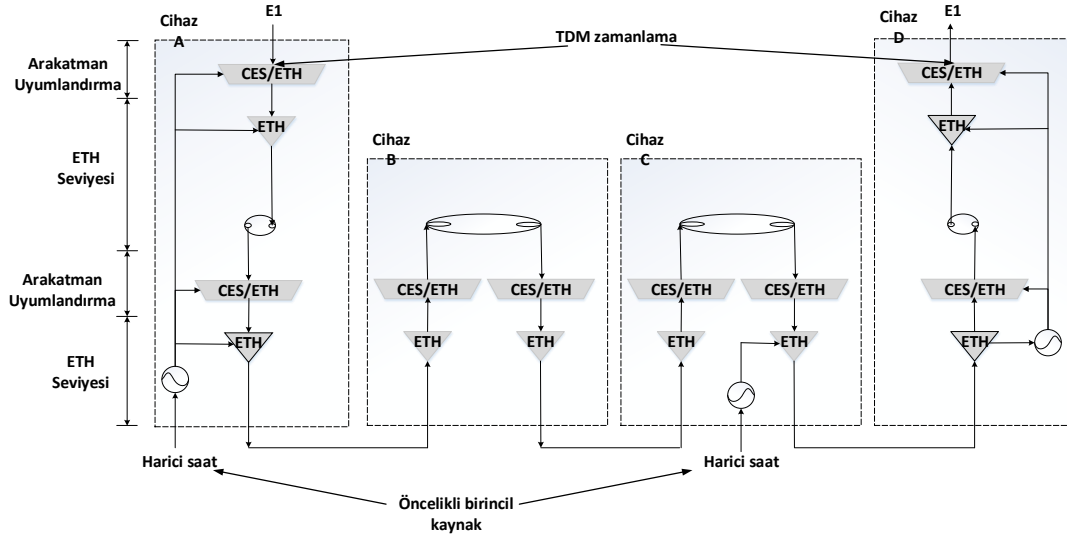 Cihaz
A
E1
E1
Cihaz
D
TDM zamanlama
Arakatman
Uyumlandırma
CES/ETH
CES/ETH
ETH
ETH
Cihaz
B
Cihaz
C
ETH
Seviyesi
Arakatman
Uyumlandırma
CES/ETH
CES/ETH
CES/ETH
CES/ETH
CES/ETH
CES/ETH
ETH
ETH
ETH
ETH
ETH
ETH
ETH
Seviyesi
Harici saat
Harici saat
Öncelikli birincil
kaynak